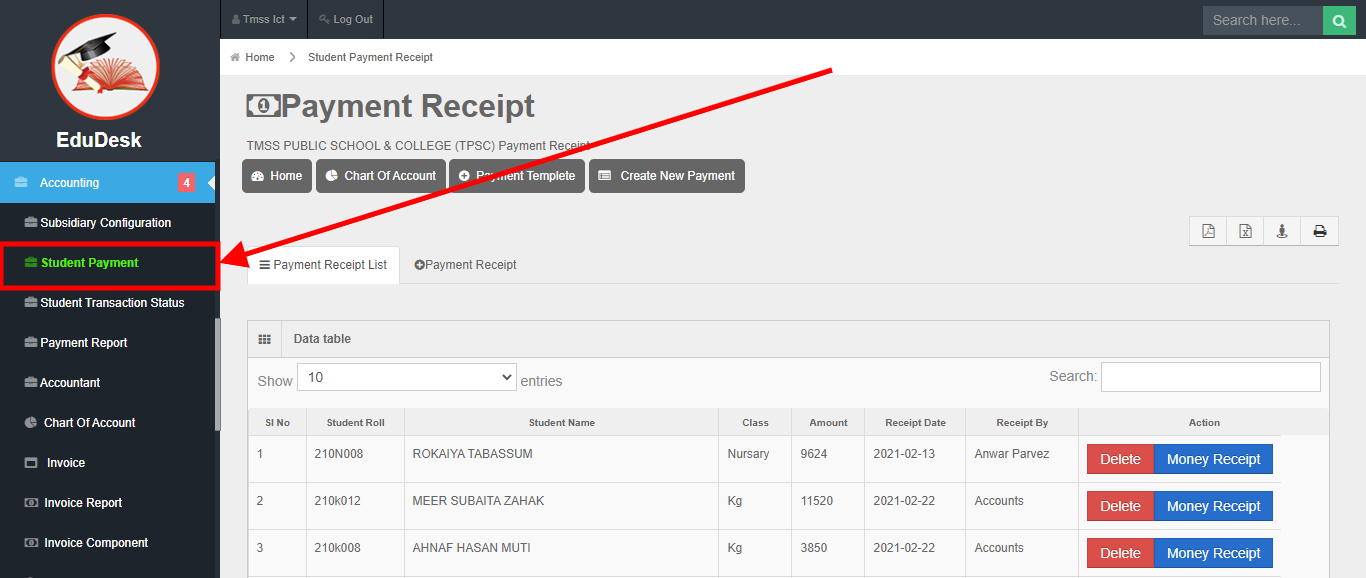 Tmss Ict
Log Out
Search here...
EduDesk
Home
Student Payment Receipt
Payment Receipt
TMSS PUBLIC SCHOOL & COLLEGE (TPSC) Payment Receipt
Home
Chart Of Account
Payment Templete
Create New Payment
Accounting 4
Subsidiary Configuration
Student Payment
Student Transaction Status
Payment Report
Accountant
Chart Of Account
Invoice
Invoice Report
Invoice Component
Payment Receipt List
Payment Receipt
Data table
Show 10 entries
Search:
SI No Student Roll Student Name Class Amount Receipt Date Receipt By Action
1 210N008 ROKAIYA TABASSUM Nursary 9624 2021-02-13 Anwar Parvez Delete Money Receipt
2 210k012 MEER SUBAITA ZAHAK Kg 11520 2021-02-22 Accounts Delete Money Receipt
3 210k008 AHNAF HASAN MUTI Kg 3850 2021-02-22 Accounts Delete Money Receipt